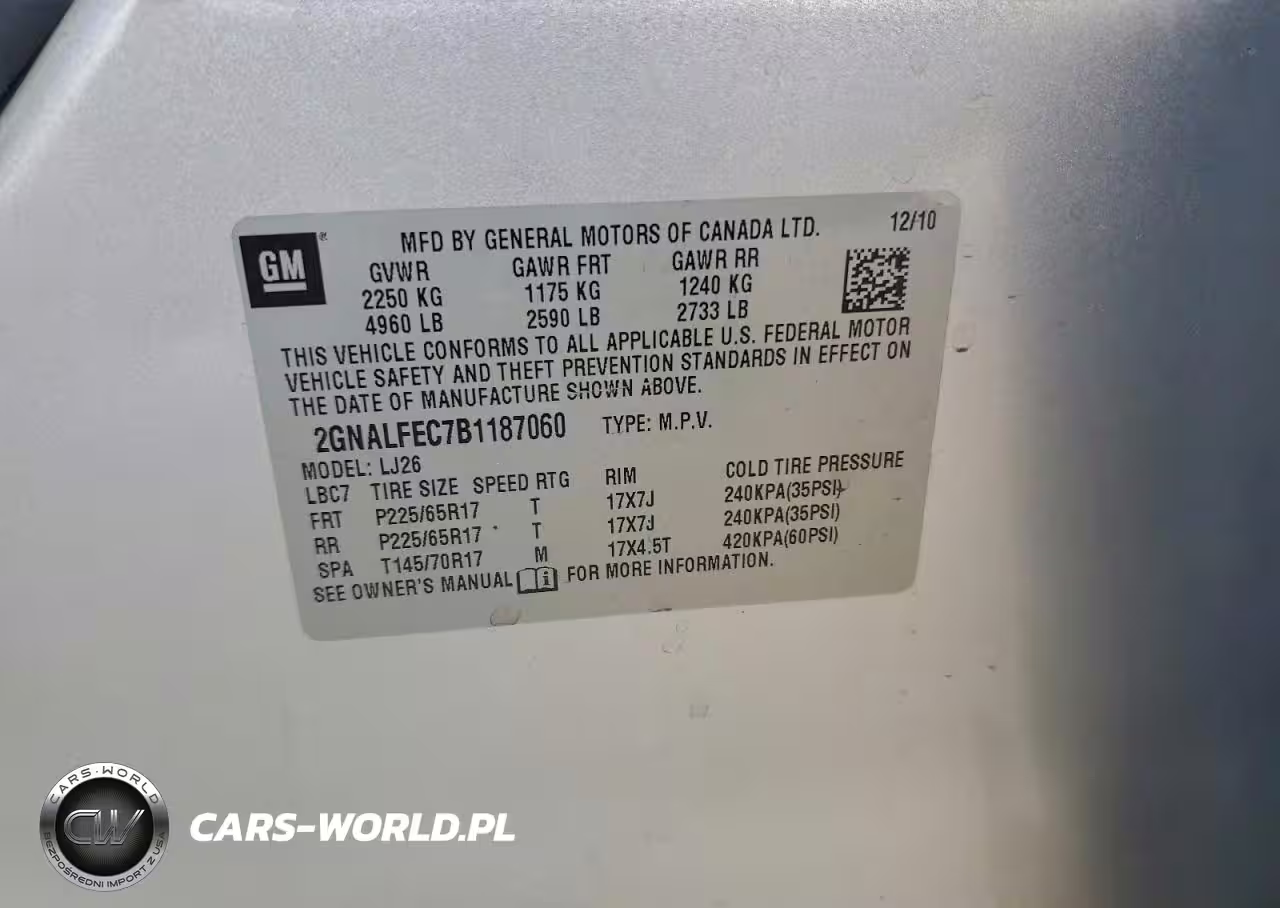 GM ®
MFD BY GENERAL MOTORS OF CANADA LTD. 12/10
GVWR GAWR FRT GAWR RR
2250 KG 1175 KG 1240 KG
4960 LB 2590 LB 2733 LB
THIS VEHICLE CONFORMS TO ALL APPLICABLE U.S. FEDERAL MOTOR
VEHICLE SAFETY AND THEFT PREVENTION STANDARDS IN EFFECT ON
THE DATE OF MANUFACTURE SHOWN ABOVE.
2GNALFEC7B1187060 TYPE: M.P.V.
MODEL: LJ26
LBC7 TIRE SIZE SPEED RTG RIM COLD TIRE PRESSURE
FRT P225/65R17 T 17X7J 240KPA(35PSI)
RR P225/65R17 T 17X7J 240KPA(35PSI)
SPA T145/70R17 M 17X4.5T 420KPA(60PSI)
SEE OWNER'S MANUAL FOR MORE INFORMATION.
CARS-WORLD
CW
BEZPOŚREDNI IMPORT Z USA
CARS-WORLD.PL